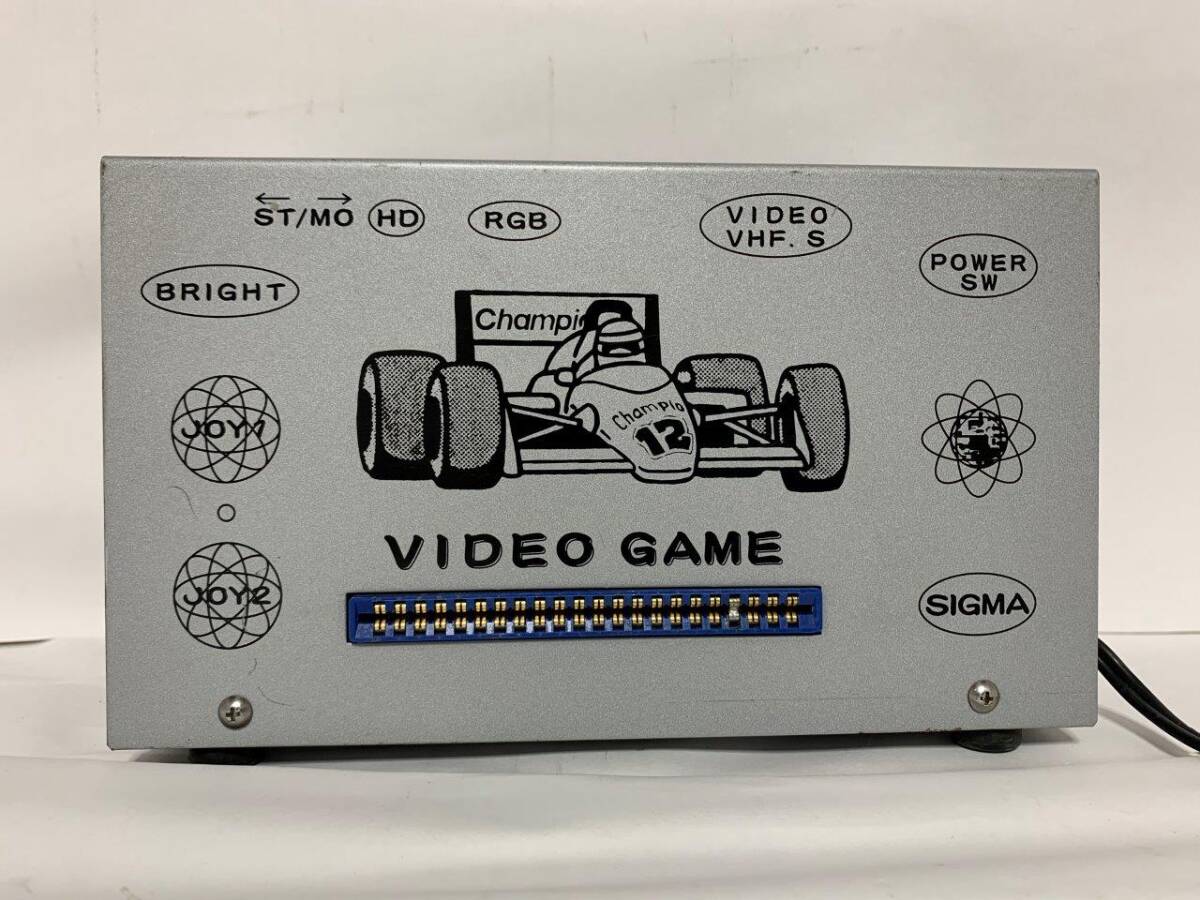 ST/MO HD
RGB
VIDEO
VHF. S
POWER
SW
BRIGHT
Champio
JOY1
Champio
12
JOY2
VIDEO GAME
SIGMA